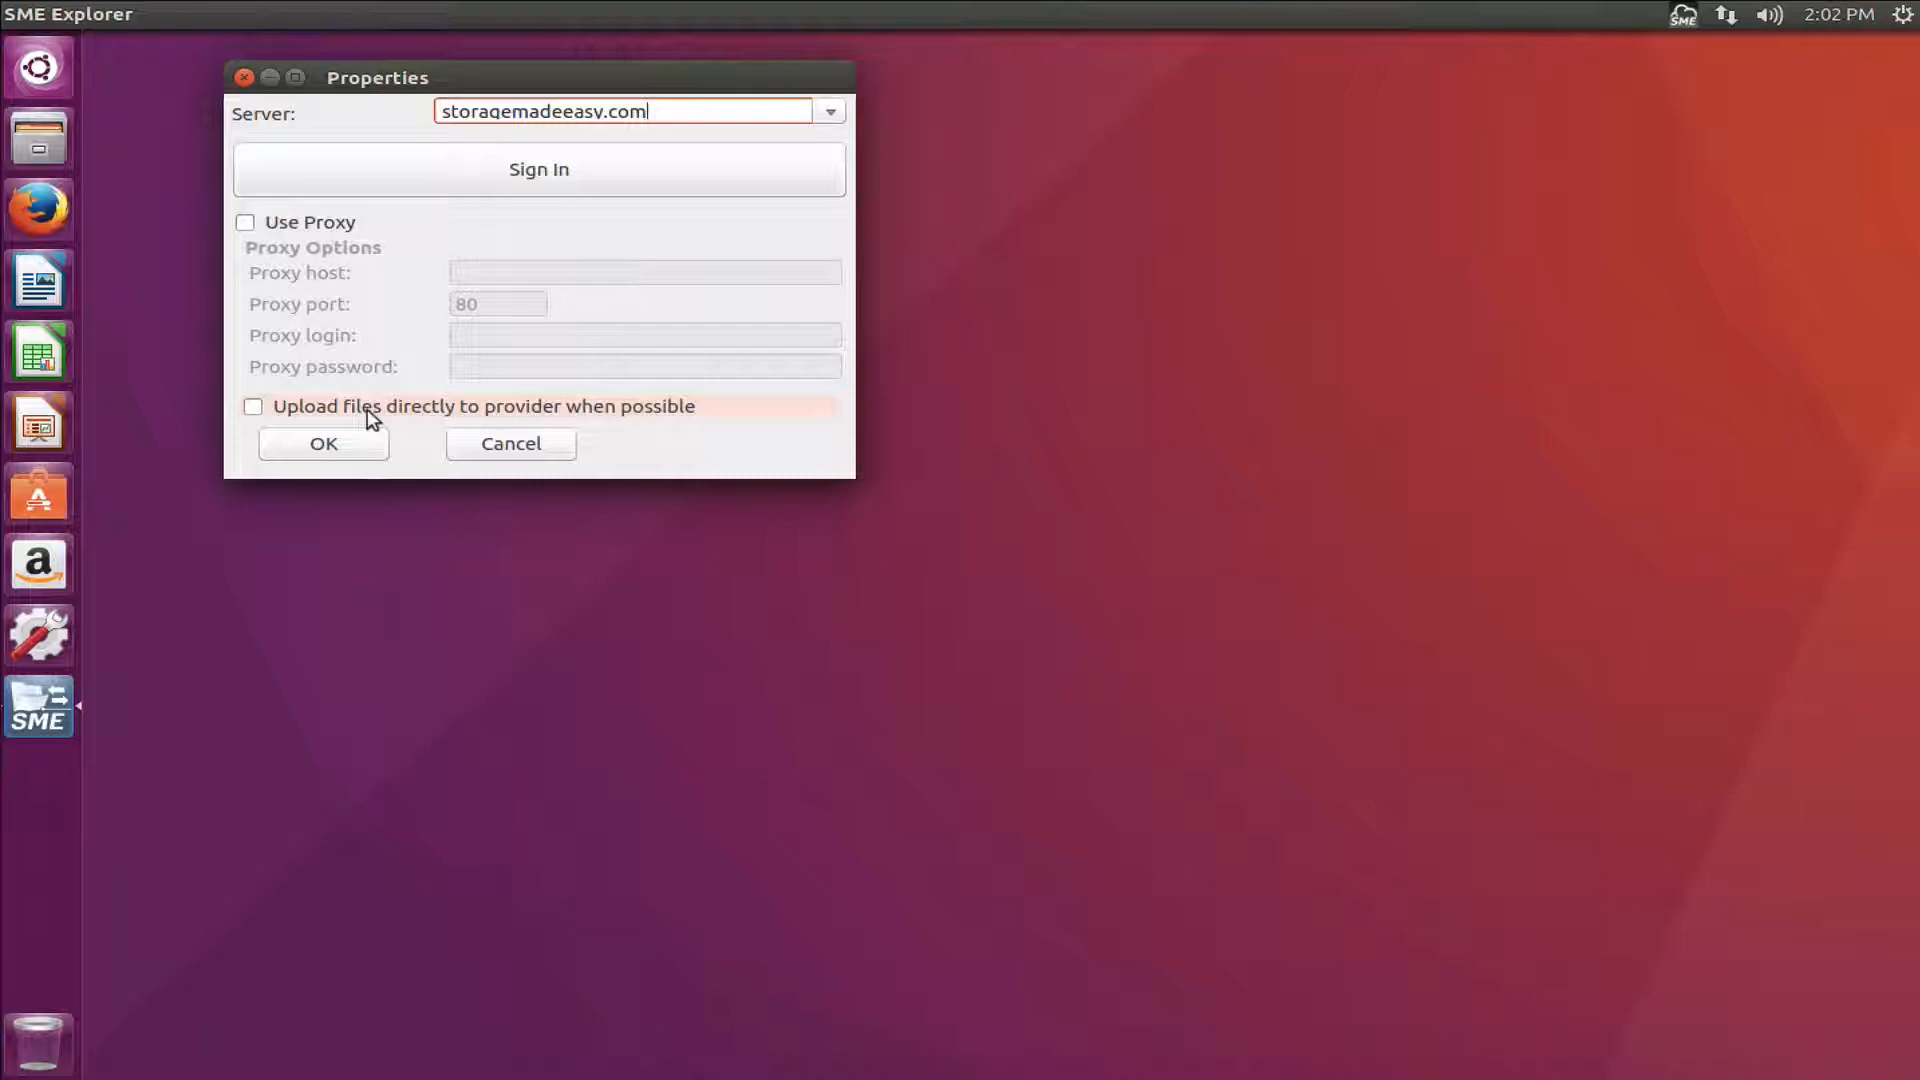 SME Explorer
SME
2:02 PM
Properties
Server:
storagemadeeasy.com
Sign In
Use Proxy
Proxy Options
Proxy host:
Proxy port:
80
Proxy login:
Proxy password:
Upload files directly to provider when possible
OK
Cancel
A
a
SME